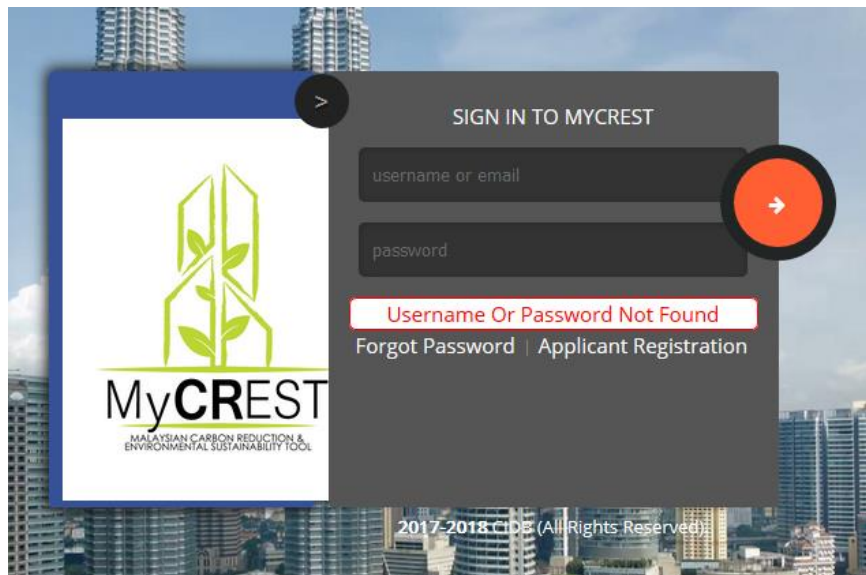 >
SIGN IN TO MYCREST
username or email
password
Username Or Password Not Found
Forgot Password | Applicant Registration
MyCREST
MALAYSIAN CARBON REDUCTION &
ENVIRONMENTAL SUSTAINABILITY TOOL
2017-2018 CIDB (All Rights Reserved).